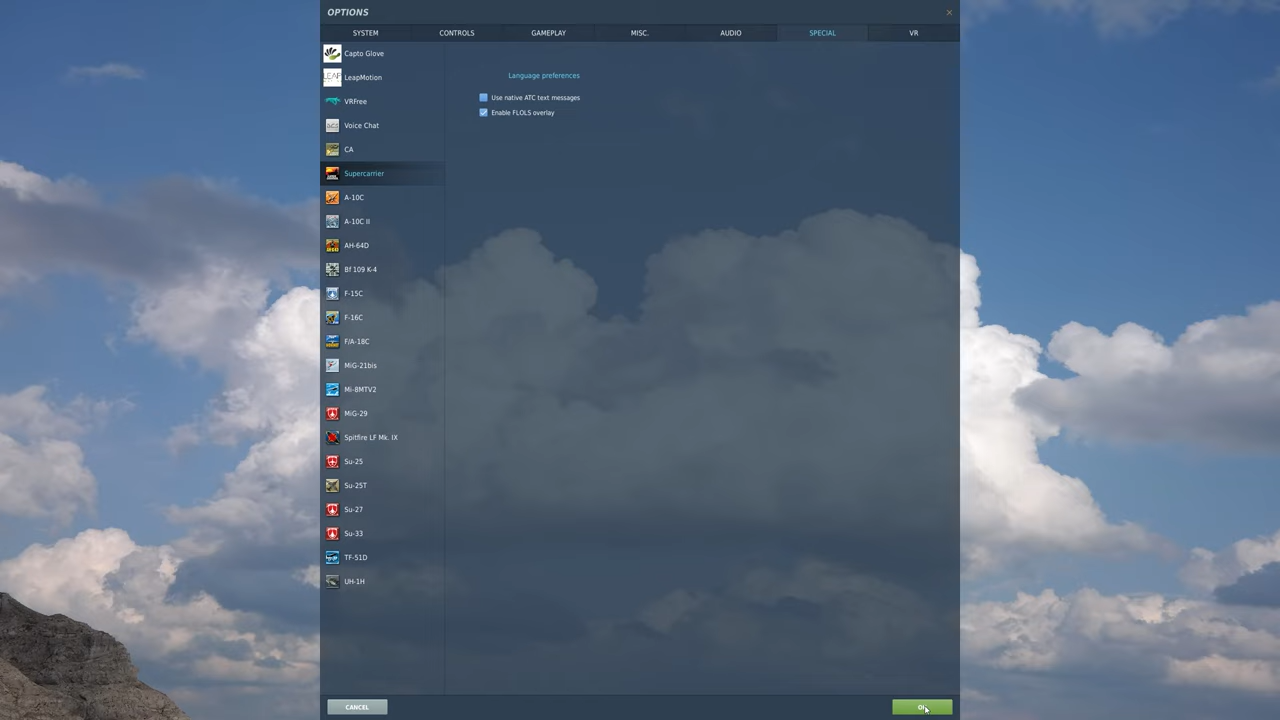 OPTIONS
SYSTEM CONTROLS GAMEPLAY MISC. AUDIO SPECIAL VR
Capto Glove
LeapMotion
VRFree
Voice Chat
CA
Supercarrier
A-10C
A-10C II
AH-64D
Bf 109 K-4
F-15C
F-16C
F/A-18C
MiG-21bis
Mi-8MTV2
MiG-29
Spitfire LF Mk. IX
Su-25
Su-25T
Su-27
Su-33
TF-51D
UH-1H
Language preferences
Use native ATC text messages
Enable FLOLS overlay
CANCEL